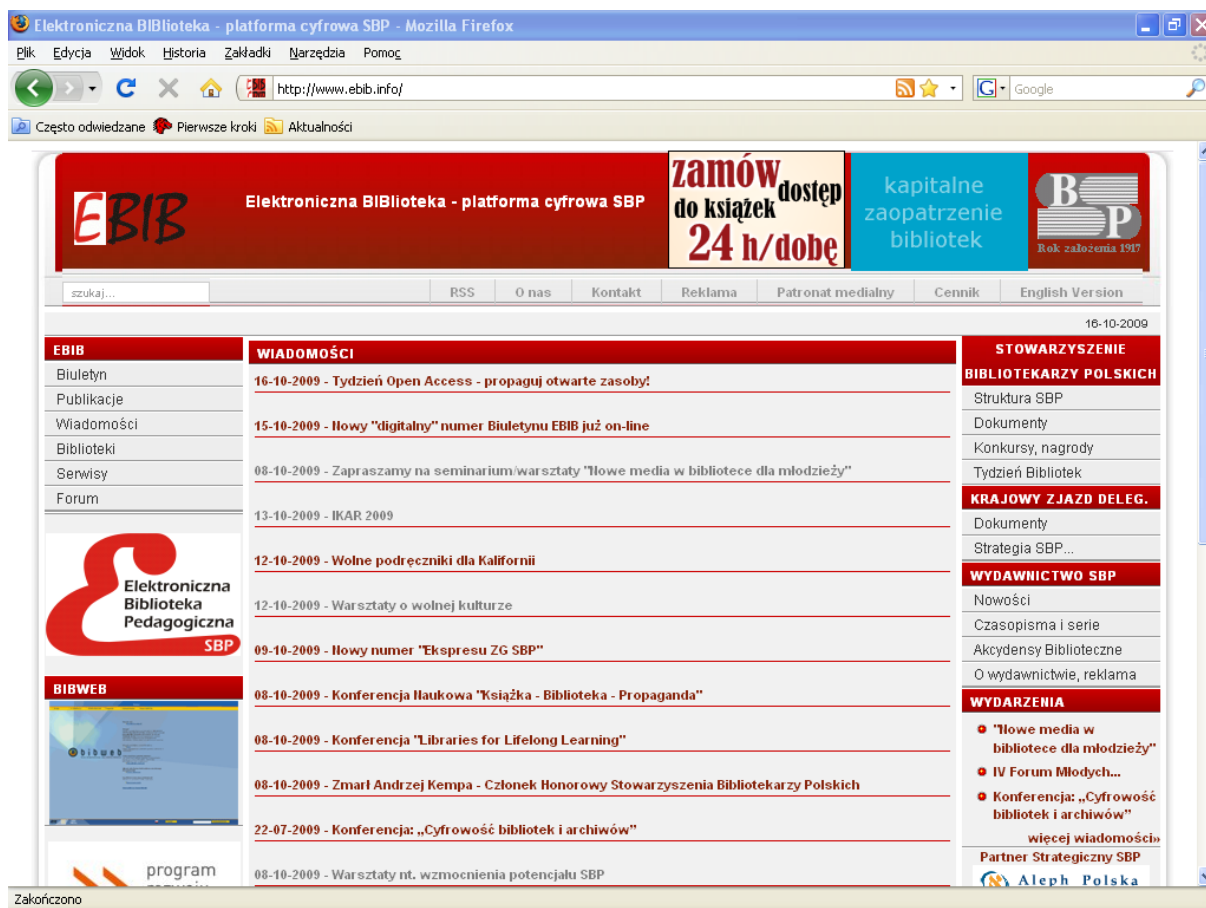 Elektroniczna BIBlioteka - platforma cyfrowa SBP - Mozilla Firefox
Plik Edycja Widok Historia Zakładki Narzędzia Pomoc
http://www.ebib.info/
Google
Często odwiedzane Pierwsze kroki Aktualności
EBIB
Elektroniczna BIBlioteka - platforma cyfrowa SBP
zamów dostęp
do książek
24 h/dobę
kapitalne
zaopatrzenie
bibliotek
B
P
Rok założenia 1917
szukaj...
RSS O nas Kontakt Reklama Patronat medialny Cennik English Version
16-10-2009
EBIB
Biuletyn
Publikacje
Wiadomości
Biblioteki
Serwisy
Forum
Elektroniczna
Biblioteka
Pedagogiczna
SBP
BIBWEB
bibweb
program
WIADOMOŚCI
16-10-2009 - Tydzień Open Access - propaguj otwarte zasoby!
15-10-2009 - Nowy "digitalny" numer Biuletynu EBIB już on-line
08-10-2009 - Zapraszamy na seminarium/warsztaty "Nowe media w bibliotece dla młodzieży"
13-10-2009 - IKAR 2009
12-10-2009 - Wolne podręczniki dla Kalifornii
12-10-2009 - Warsztaty o wolnej kulturze
09-10-2009 - Nowy numer "Ekspresu ZG SBP"
08-10-2009 - Konferencja Naukowa "Książka - Biblioteka - Propaganda"
08-10-2009 - Konferencja "Libraries for Lifelong Learning"
08-10-2009 - Zmarł Andrzej Kempa - Członek Honorowy Stowarzyszenia Bibliotekarzy Polskich
22-07-2009 - Konferencja: „Cyfrowość bibliotek i archiwów”
08-10-2009 - Warsztaty nt. wzmocnienia potencjału SBP
STOWARZYSZENIE
BIBLIOTEKARZY POLSKICH
Struktura SBP
Dokumenty
Konkursy, nagrody
Tydzień Bibliotek
KRAJOWY ZJAZD DELEG.
Dokumenty
Strategia SBP...
WYDAWNICTWO SBP
Nowości
Czasopisma i serie
Akcydensy Biblioteczne
O wydawnictwie, reklama
WYDARZENIA
"Nowe media w
bibliotece dla młodzieży"
IV Forum Młodych...
Konferencja: „Cyfrowość
bibliotek i archiwów”
więcej wiadomości»
Partner Strategiczny SBP
Aleph Polska
Zakończono